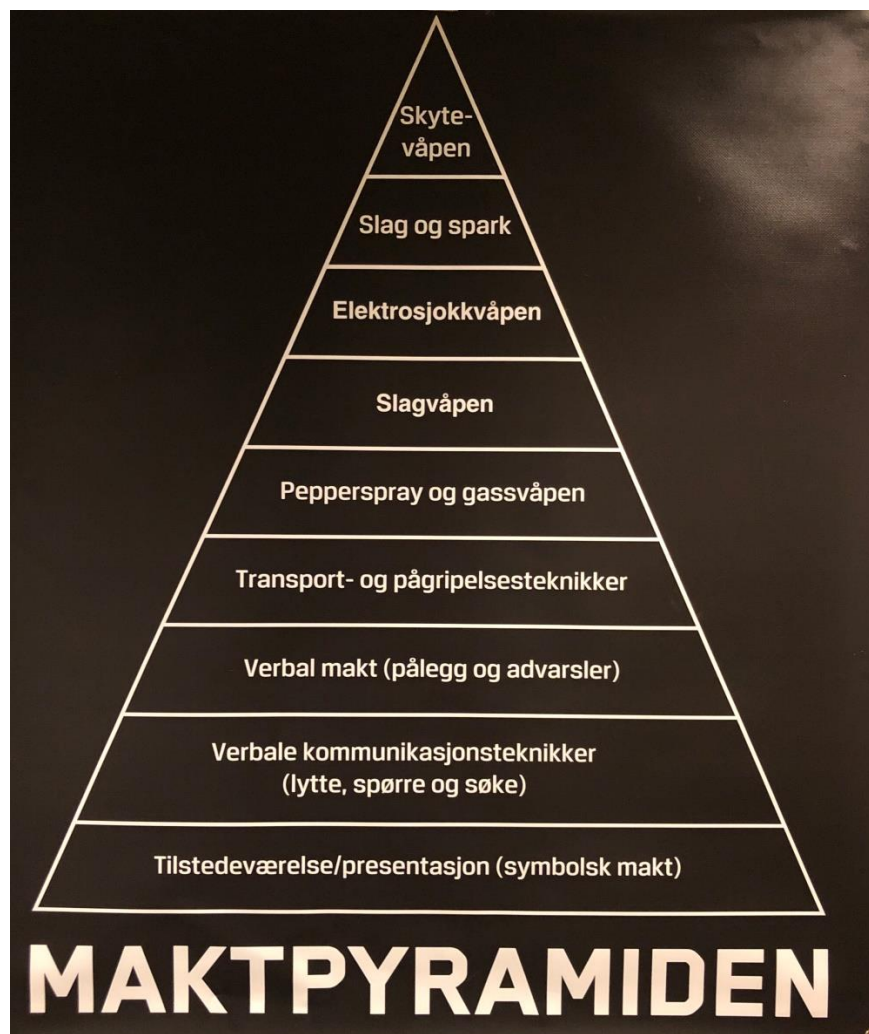 Skyte-
våpen
Slag og spark
Elektrosjokkvåpen
Slagvåpen
Pepperspray og gassvåpen
Transport- og pågripelsesteknikker
Verbal makt (pålegg og advarsler)
Verbale kommunikasjonsteknikker
(lytte, spørre og søke)
Tilstedeværelse/presentasjon (symbolsk makt)
MAKTPYRAMIDEN